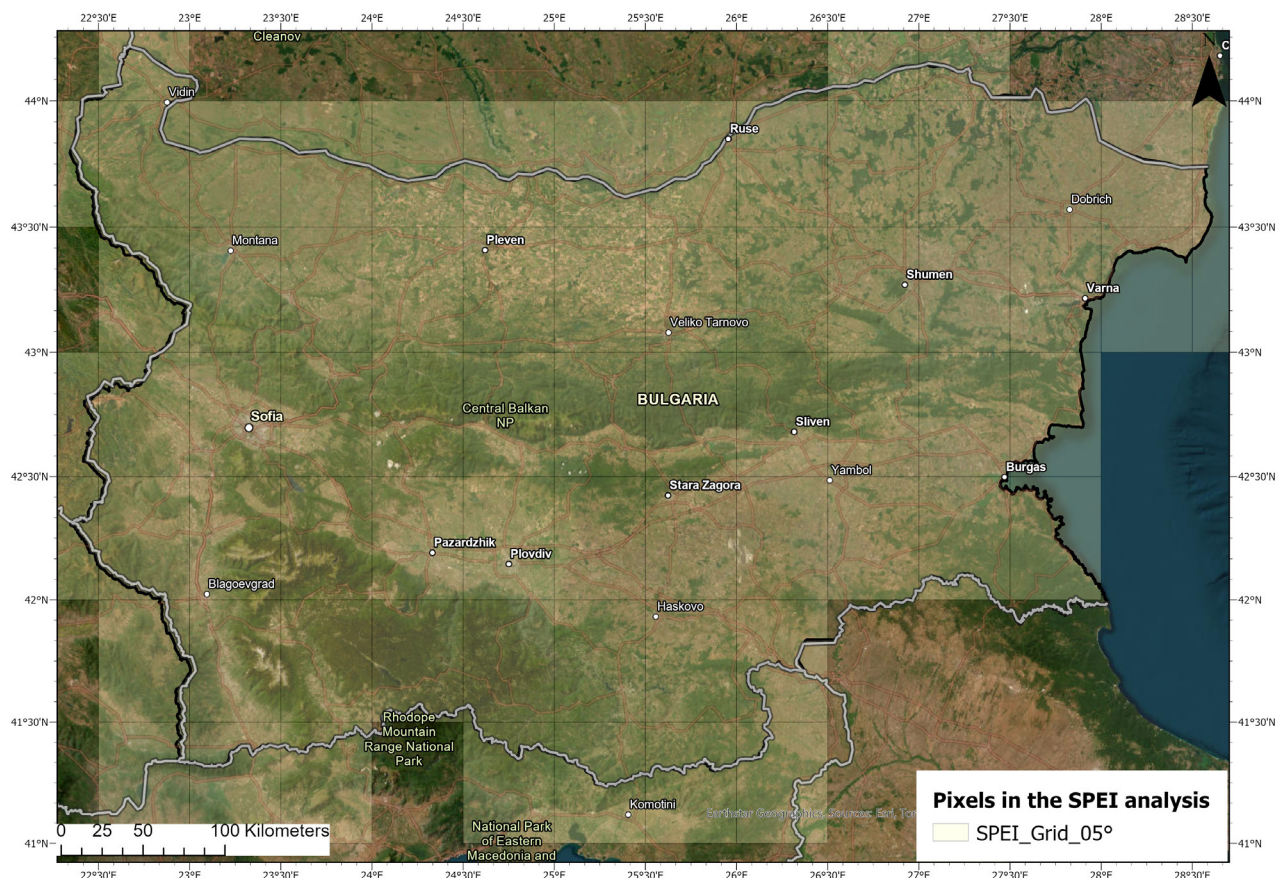 22°30'E 23°E 23°30'E 24°E 24°30'E 25°E 25°30'E 26°E 26°30'E 27°E 27°30'E 28°E 28°30'E
Cleanov
C
44°N 44°N
Vidin
Ruse
Dobrich
43°30'N 43°30'N
Montana
Pleven
Shumen
Varna
Veliko Tarnovo
43°N 43°N
BULGARIA
Central Balkan
NP
Sofia
Sliven
Yambol
Burgas
42°30'N 42°30'N
Stara Zagora
Pazardzhik
Plovdiv
Blagoevgrad
42°N 42°N
Haskovo
41°30'N 41°30'N
Rhodope
Mountain
Range National
Park
Komotini
Earthstar Geographics, Sources: Esri, Tom
Pixels in the SPEI analysis
SPEI_Grid_05°
National Park
of Eastern
Macedonia and
0 25 50 100 Kilometers
41°N 41°N
22°30'E 23°E 23°30'E 24°E 24°30'E 25°E 25°30'E 26°E 26°30'E 27°E 27°30'E 28°E 28°30'E